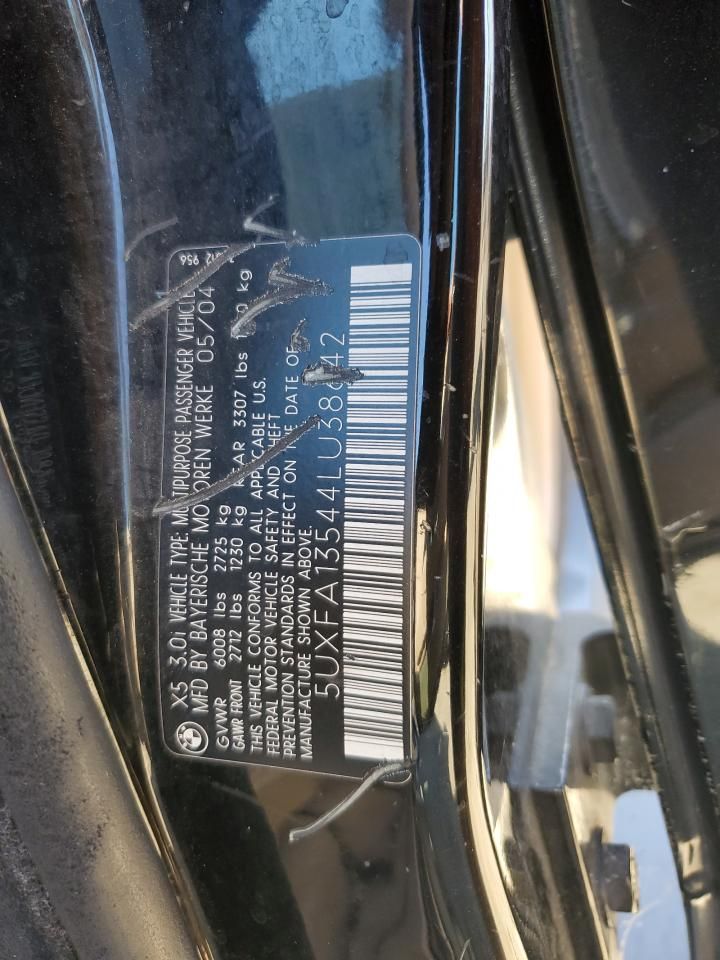 X5 3.0i VEHICLE TYPE: MULTIPURPOSE PASSENGER VEHICLE
MFD BY BAYERISCHE MOTOREN WERKE 05/04
GVWR 6008 lbs 2725 kg
GAWR FRONT 2712 lbs 1230 kg REAR 3307 lbs kg
THIS VEHICLE CONFORMS TO ALL APPLICABLE U.S.
FEDERAL MOTOR VEHICLE SAFETY AND THEFT
PREVENTION STANDARDS IN EFFECT ON THE DATE OF
MANUFACTURE SHOWN ABOVE.
956